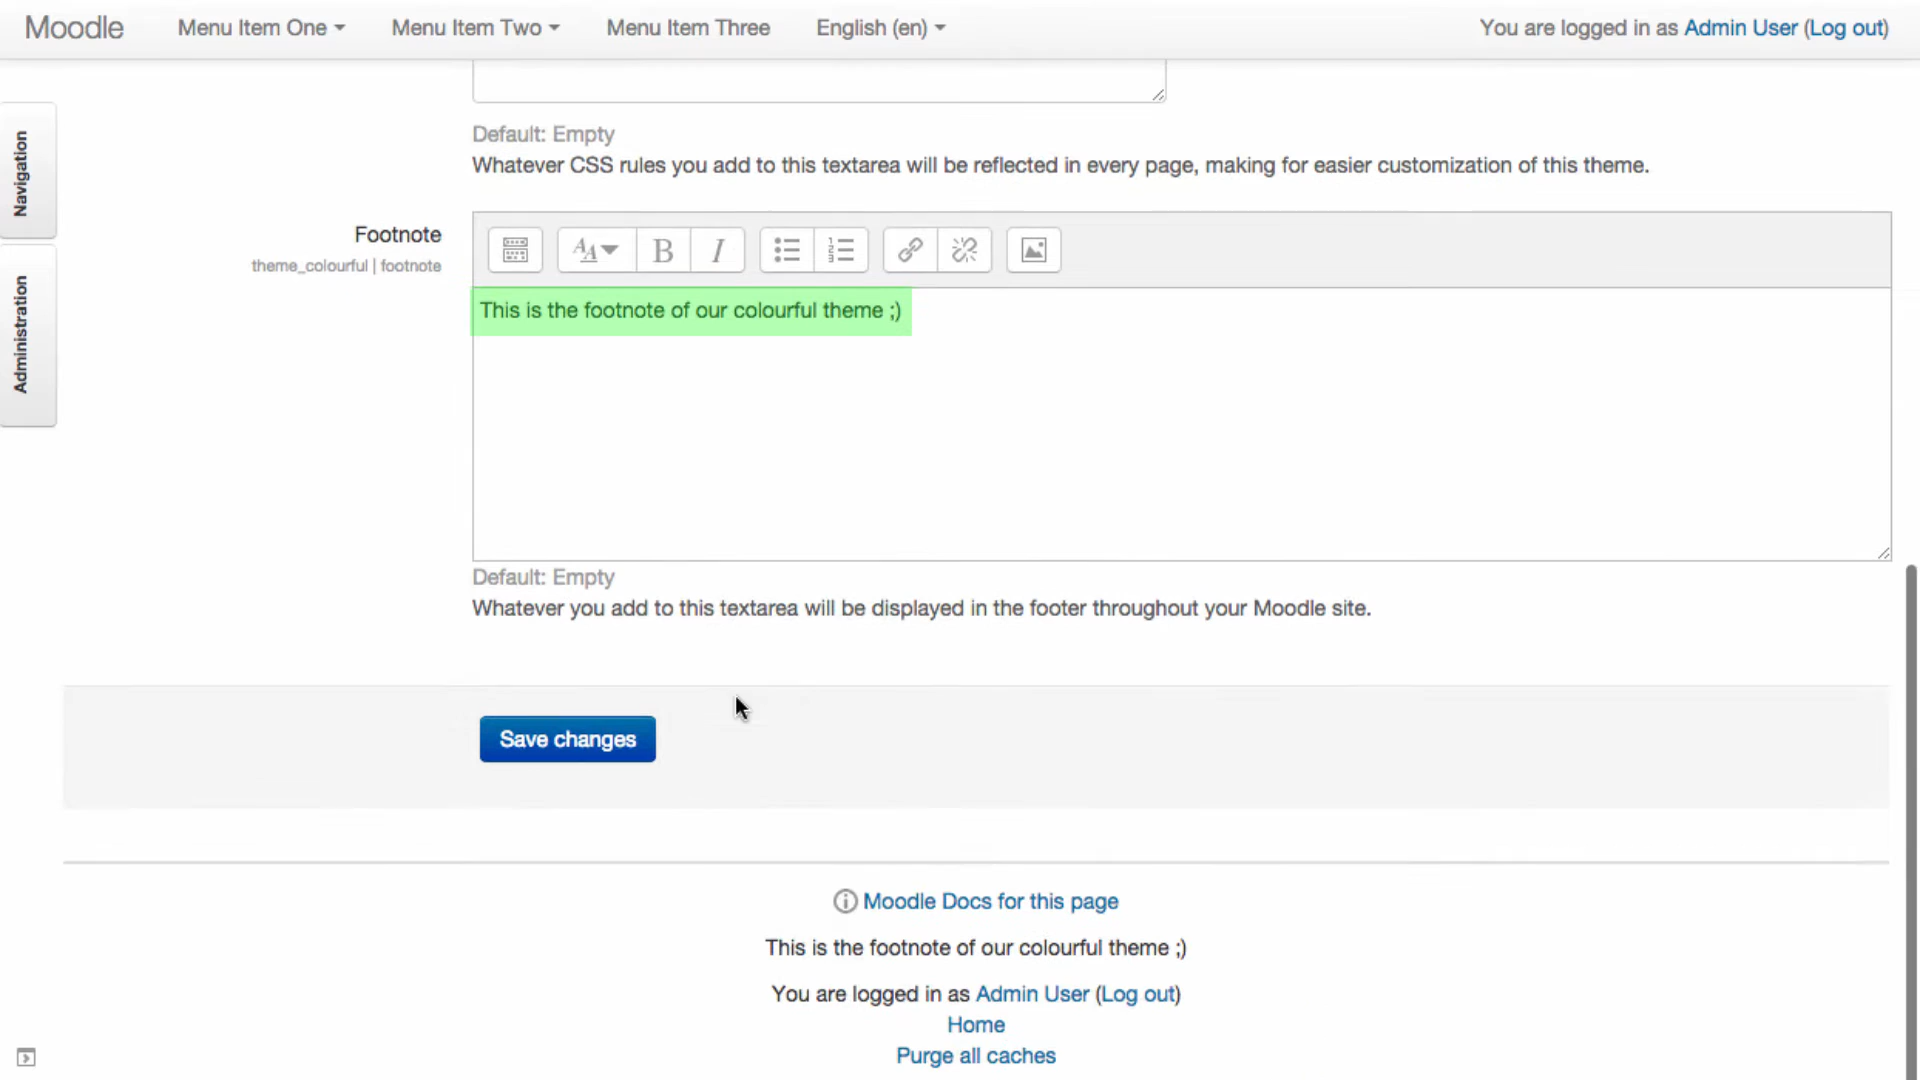 Moodle Menu Item One Menu Item Two Menu Item Three English (en) You are logged in as Admin User (Log out)
Navigation
Administration
Default: Empty
Whatever CSS rules you add to this textarea will be reflected in every page, making for easier customization of this theme.
Footnote
theme_colourful | footnote
This is the footnote of our colourful theme ;)
Default: Empty
Whatever you add to this textarea will be displayed in the footer throughout your Moodle site.
Save changes
Moodle Docs for this page
This is the footnote of our colourful theme ;)
You are logged in as Admin User (Log out)
Home
Purge all caches